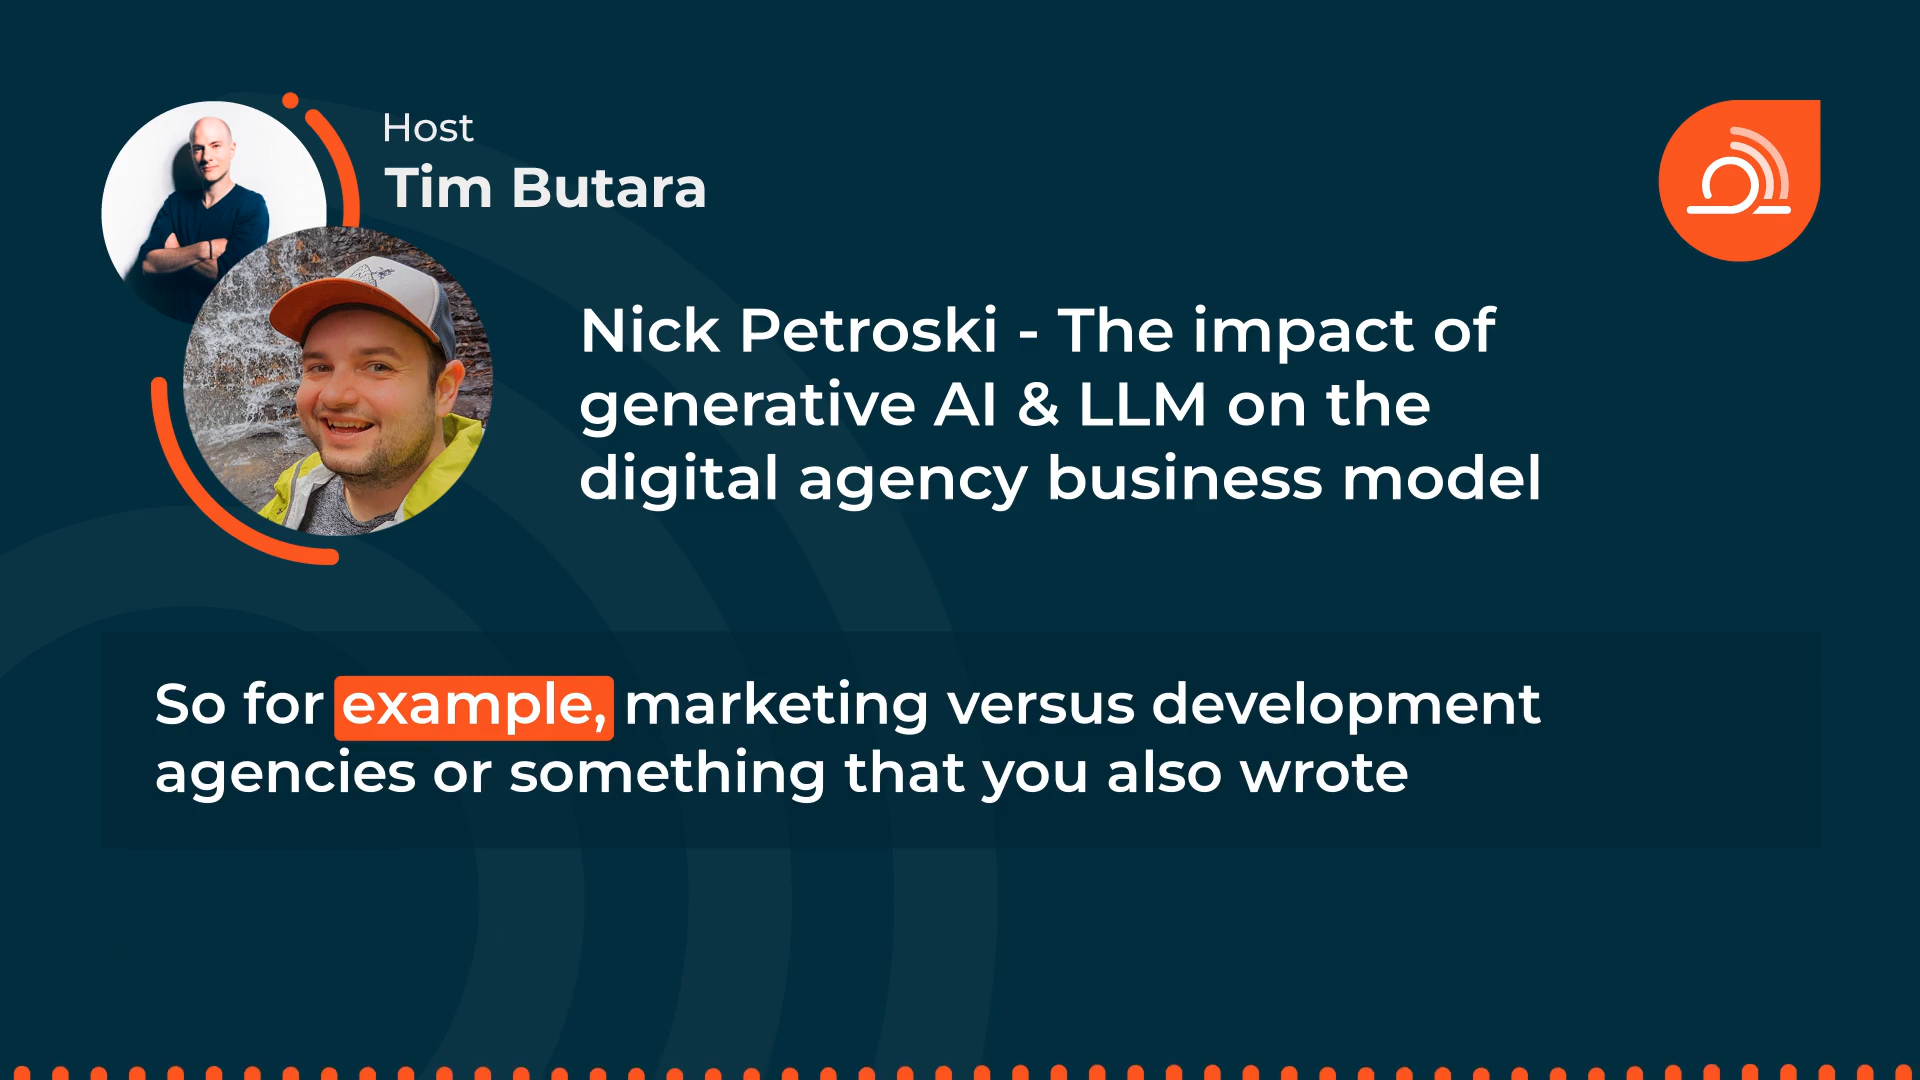 Host
Tim Butara
Nick Petroski - The impact of
generative AI & LLM on the
digital agency business model
So for example, marketing versus development
agencies or something that you also wrote